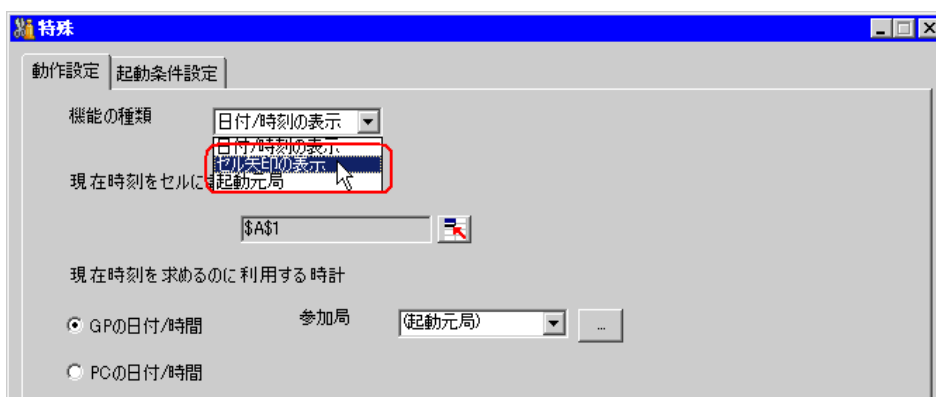 特殊
動作設定 起動条件設定
機能の種類 日付/時刻の表示
日付/時刻の表示
セル矢印の表示
現在時刻をセルに 起動元局
$A$1
現在時刻を求めるのに利用する時計
GPの日付/時間 参加局 (起動元局) ...
PCの日付/時間